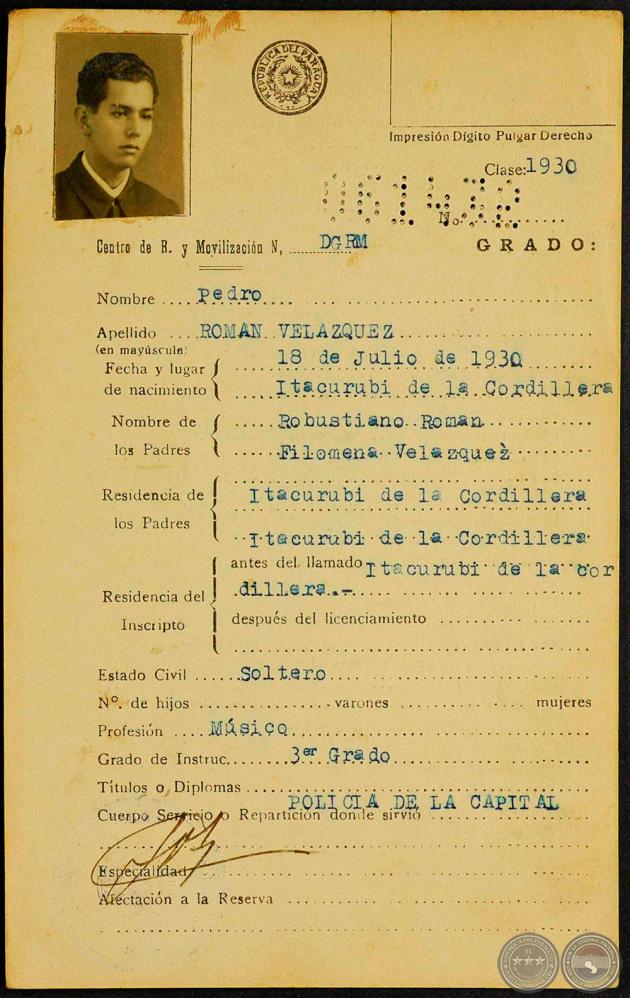 REPUBLICA DEL PARAGUAY
Impresión Dígito Pulgar Derecho
Clase: 1930
No.
Centro de R. y Movilización N, DGRM
GRADO:
Nombre Pedro
Apellido ROMAN VELAZQUEZ
(en mayúscula)
Fecha y lugar de nacimiento
18 de Julio de 1930
Itacurubi de la Cordillera
Nombre de los Padres
Robustiano Roman
Filomena Velazquez
Residencia de los Padres
Itacurubi de la Cordillera
Itacurubi de la Cordillera
Residencia del Inscripto
antes del llamado Itacurubi de la cor
dillera.-
después del licenciamiento
Estado Civil Soltero
Nº. de hijos varones mujeres
Profesión Músico
Grado de Instruc. 3er Grado
Títulos o Diplomas
POLICIA DE LA CAPITAL
Cuerpo Servicio o Repartición donde sirvió
Especialidad
Afectación a la Reserva